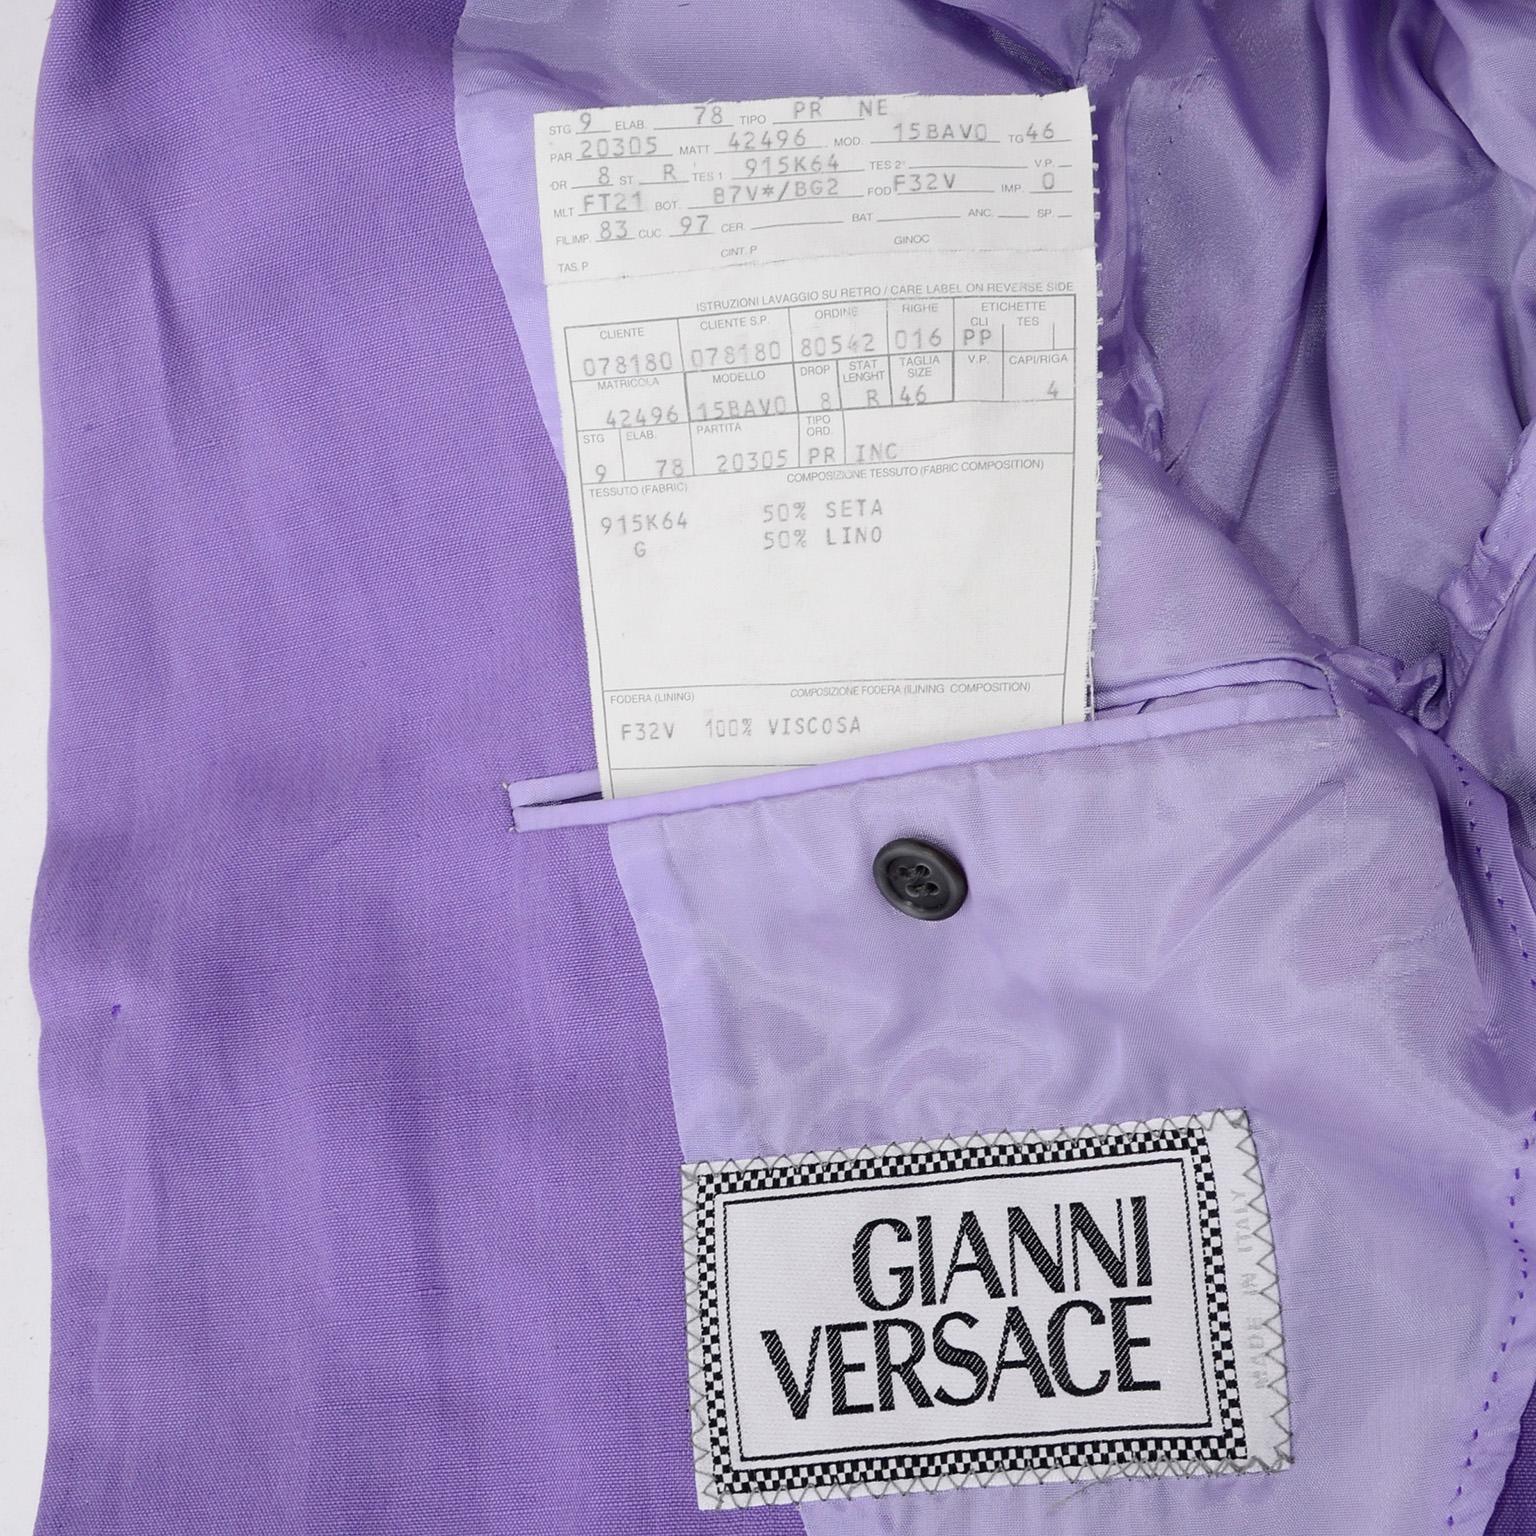 STG 9 ELAB. 78 TIPO PR NE
PAR 20305 MATT 42496 MOD. 15BAVO TG 46
DR 8 ST R TES 1 915K64 TES 2° V.P.
MLT FT21 BOT. B7V*/BG2 FOD F32V IMP. 0
FIL.IMP. 83 CUC 97 CER. BAT ANC. SP.
TAS. P CINT. P GINOC
ISTRUZIONI LAVAGGIO SU RETRO / CARE LABEL ON REVERSE SIDE
CLIENTE CLIENTE S.P. ORDINE RIGHE ETICHETTE
CLI TES
078180 078180 80542 016 PP
MATRICOLA MODELLO DROP STAT LENGHT TAGLIA SIZE V.P. CAPI/RIGA
42496 15BAVO 8 R 46 4
STG ELAB. PARTITA TIPO ORD.
9 78 20305 PR INC
TESSUTO (FABRIC) COMPOSIZIONE TESSUTO (FABRIC COMPOSITION)
915K64 50% SETA
G 50% LINO
FODERA (LINING) COMPOSIZIONE FODERA (ILINING COMPOSITION)
F32V 100% VISCOSA
GIANNI
VERSACE
MADE IN ITALY